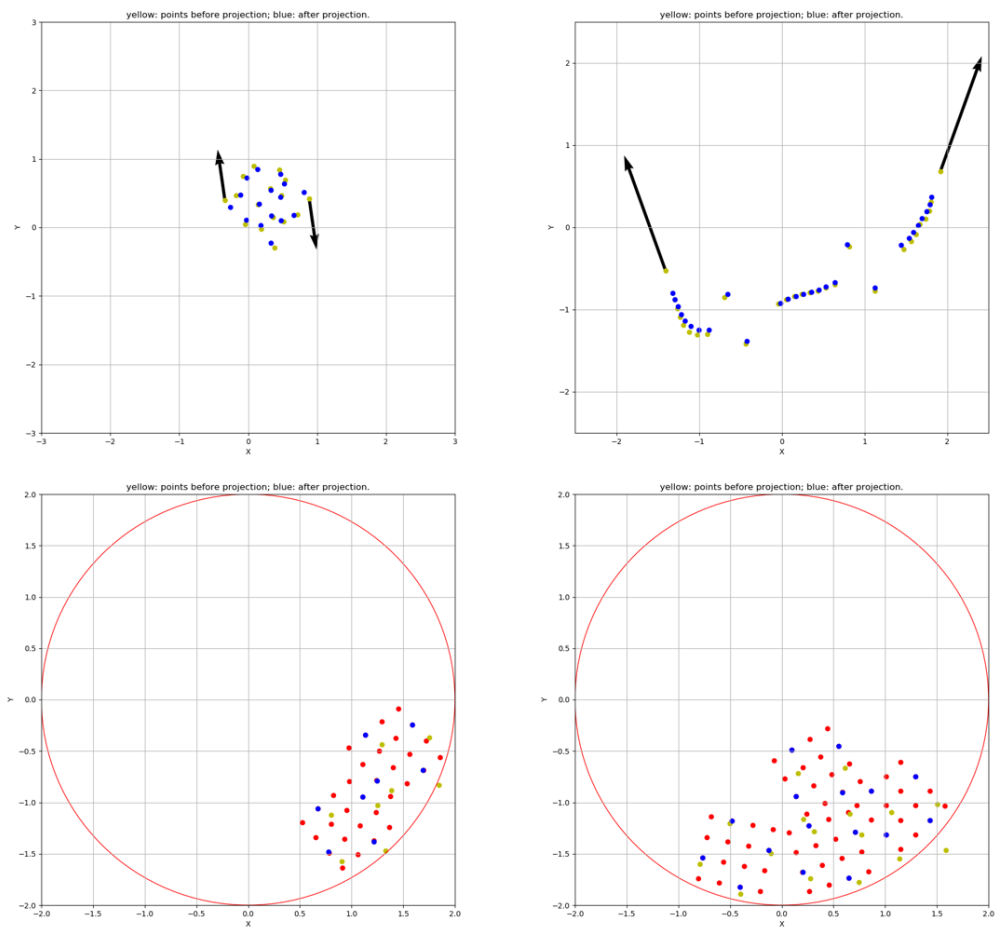 yellow: points before projection; blue: after projection.
3
2
1
0
−1
−2
−3
Y
−3 −2 −1 0 1 2 3
X
yellow: points before projection; blue: after projection.
2
1
0
−1
−2
Y
−2 −1 0 1 2
X
yellow: points before projection; blue: after projection.
2.0
1.5
1.0
0.5
0.0
−0.5
−1.0
−1.5
−2.0
Y
−2.0 −1.5 −1.0 −0.5 0.0 0.5 1.0 1.5 2.0
X
yellow: points before projection; blue: after projection.
2.0
1.5
1.0
0.5
0.0
−0.5
−1.0
−1.5
−2.0
Y
−2.0 −1.5 −1.0 −0.5 0.0 0.5 1.0 1.5 2.0
X